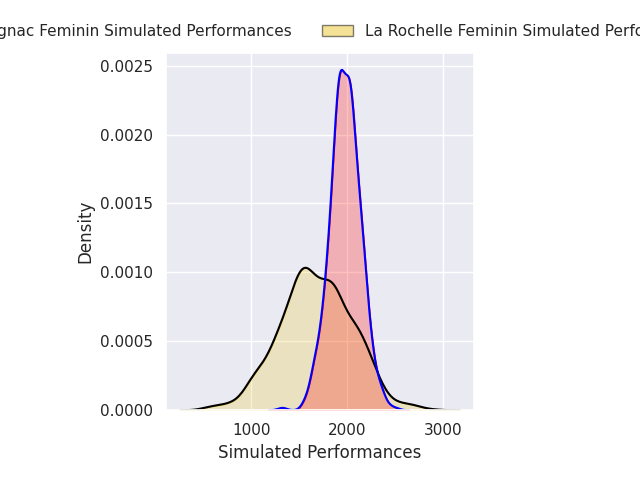 gnac Feminin Simulated Performances
La Rochelle Feminin Simulated Perfo
0.0025
0.0020
0.0015
0.0010
0.0005
0.0000
Density
1000 2000 3000
Simulated Performances